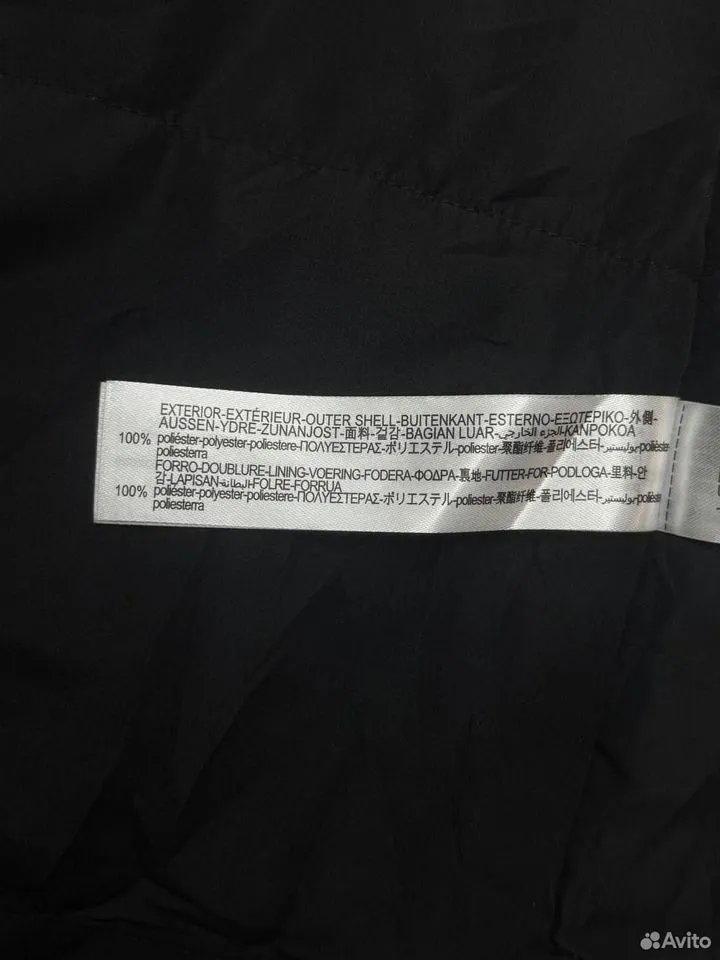 EXTERIOR-EXTÉRIEUR-OUTER SHELL-BUITENKANT-ESTERNO-ΕΞΩΤΕΡΙΚΟ-外側-
AUSSEN-YDRE-ZUNANJOST-面料-겉감-BAGIAN LUAR-الجزء الخارجي-KANPOKOA
100% poliéster-polyester-poliestere-ΠΟΛΥΕΣΤΕΡΑΣ-ポリエステル-poliester-聚酯纤维-폴리에스터-بوليستير-polièster-
poliesterra
FORRO-DOUBLURE-LINING-VOERING-FODERA-ΦΟΔΡΑ-裏地-FUTTER-FOR-PODLOGA-里料-안
감-LAPISAN-البطانة-FOLRE-FORRUA
100% poliéster-polyester-poliestere-ΠΟΛΥΕΣΤΕΡΑΣ-ポリエステル-poliester-聚酯纤维-폴리에스터-بوليستير-polièster-
poliesterra
Avito